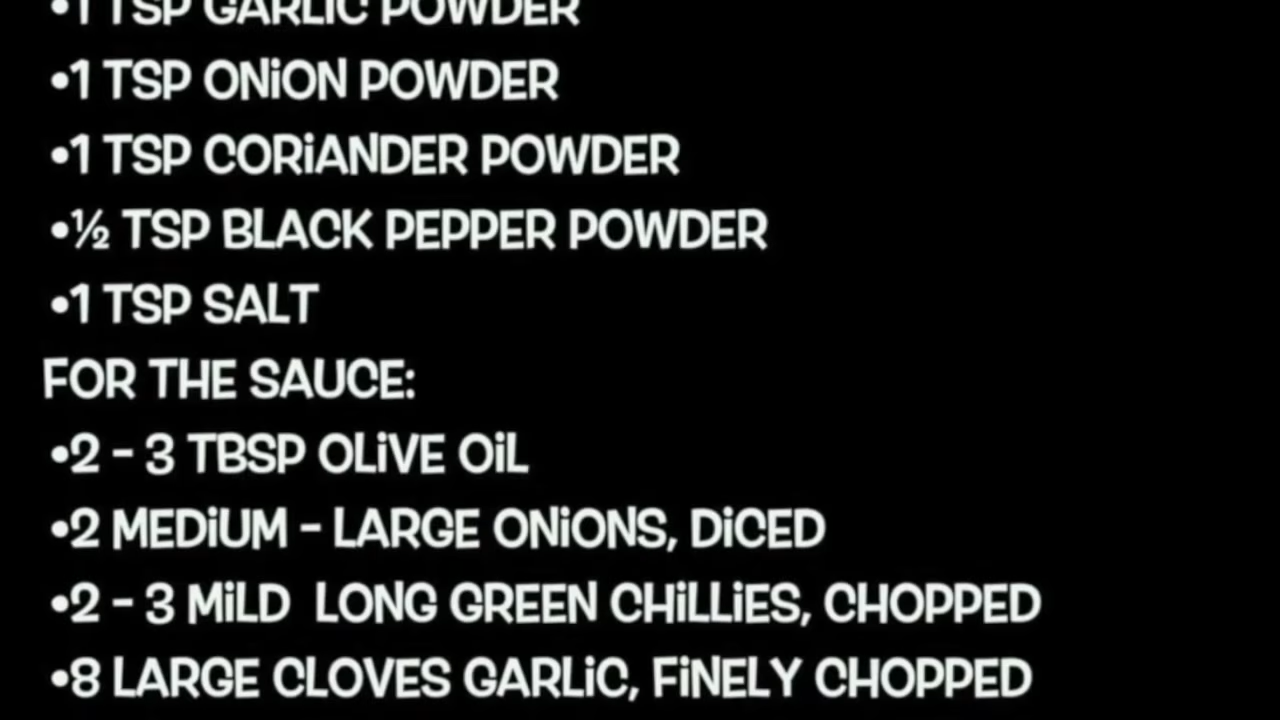 •1 TSP GARLiC POWDER
•1 TSP ONiON POWDER
•1 TSP CORiANDER POWDER
•½ TSP BLACK PEPPER POWDER
•1 TSP SALT
FOR THE SAUCE:
•2 - 3 TBSP OLiVE OiL
•2 MEDiUM - LARGE ONiONS, DiCED
•2 - 3 MiLD  LONG GREEN CHiLLiES, CHOPPED
•8 LARGE CLOVES GARLiC, FiNELY CHOPPED